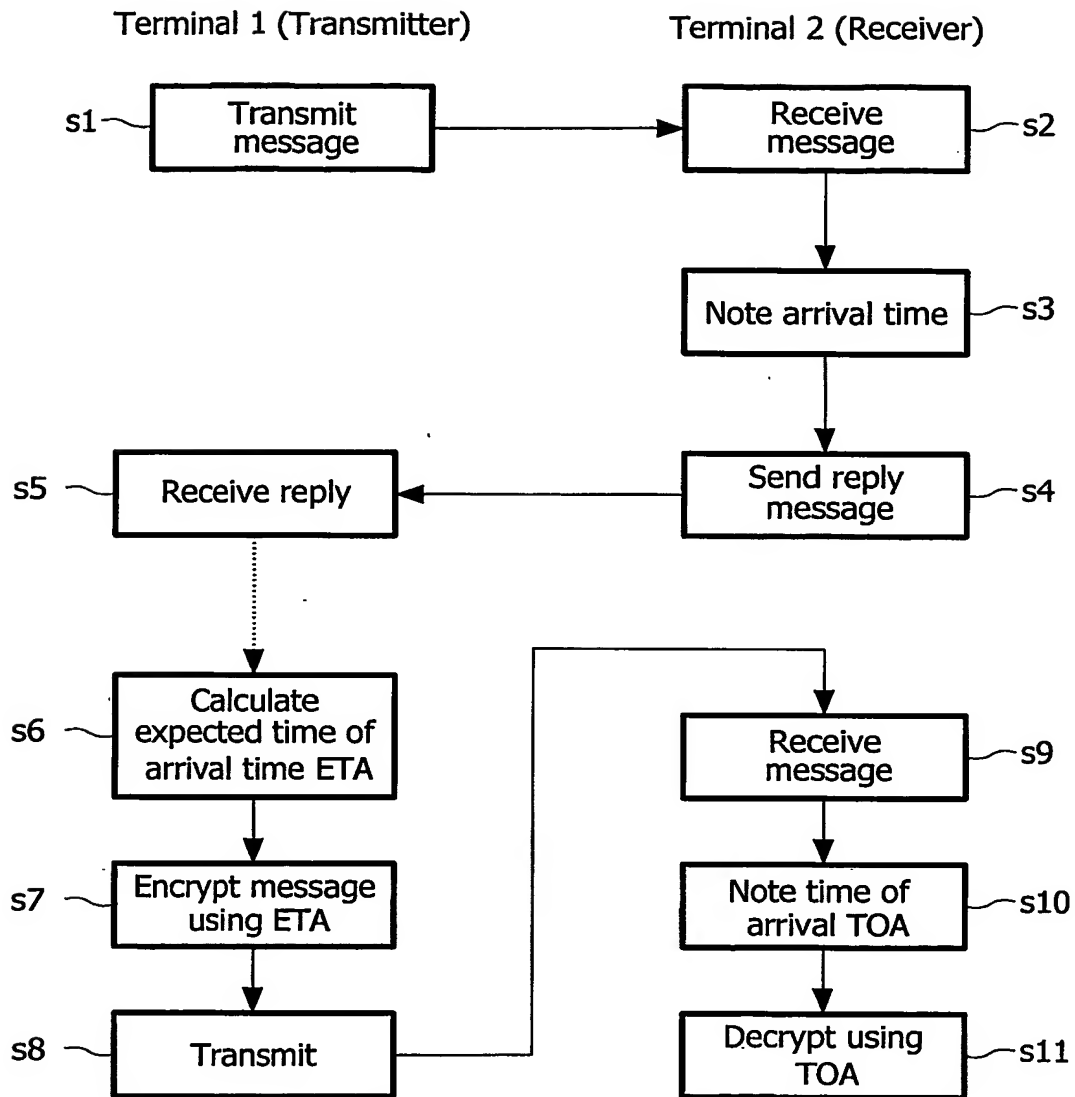 Terminal 1 (Transmitter)
Terminal 2 (Receiver)
s1
Transmit
message
Receive
message
s2
Note arrival time
s3
s5
Receive reply
Send reply
message
s4
s6
Calculate
expected time of
arrival time ETA
Receive
message
s9
s7
Encrypt message
using ETA
Note time of
arrival TOA
s10
s8
Transmit
Decrypt using
TOA
s11